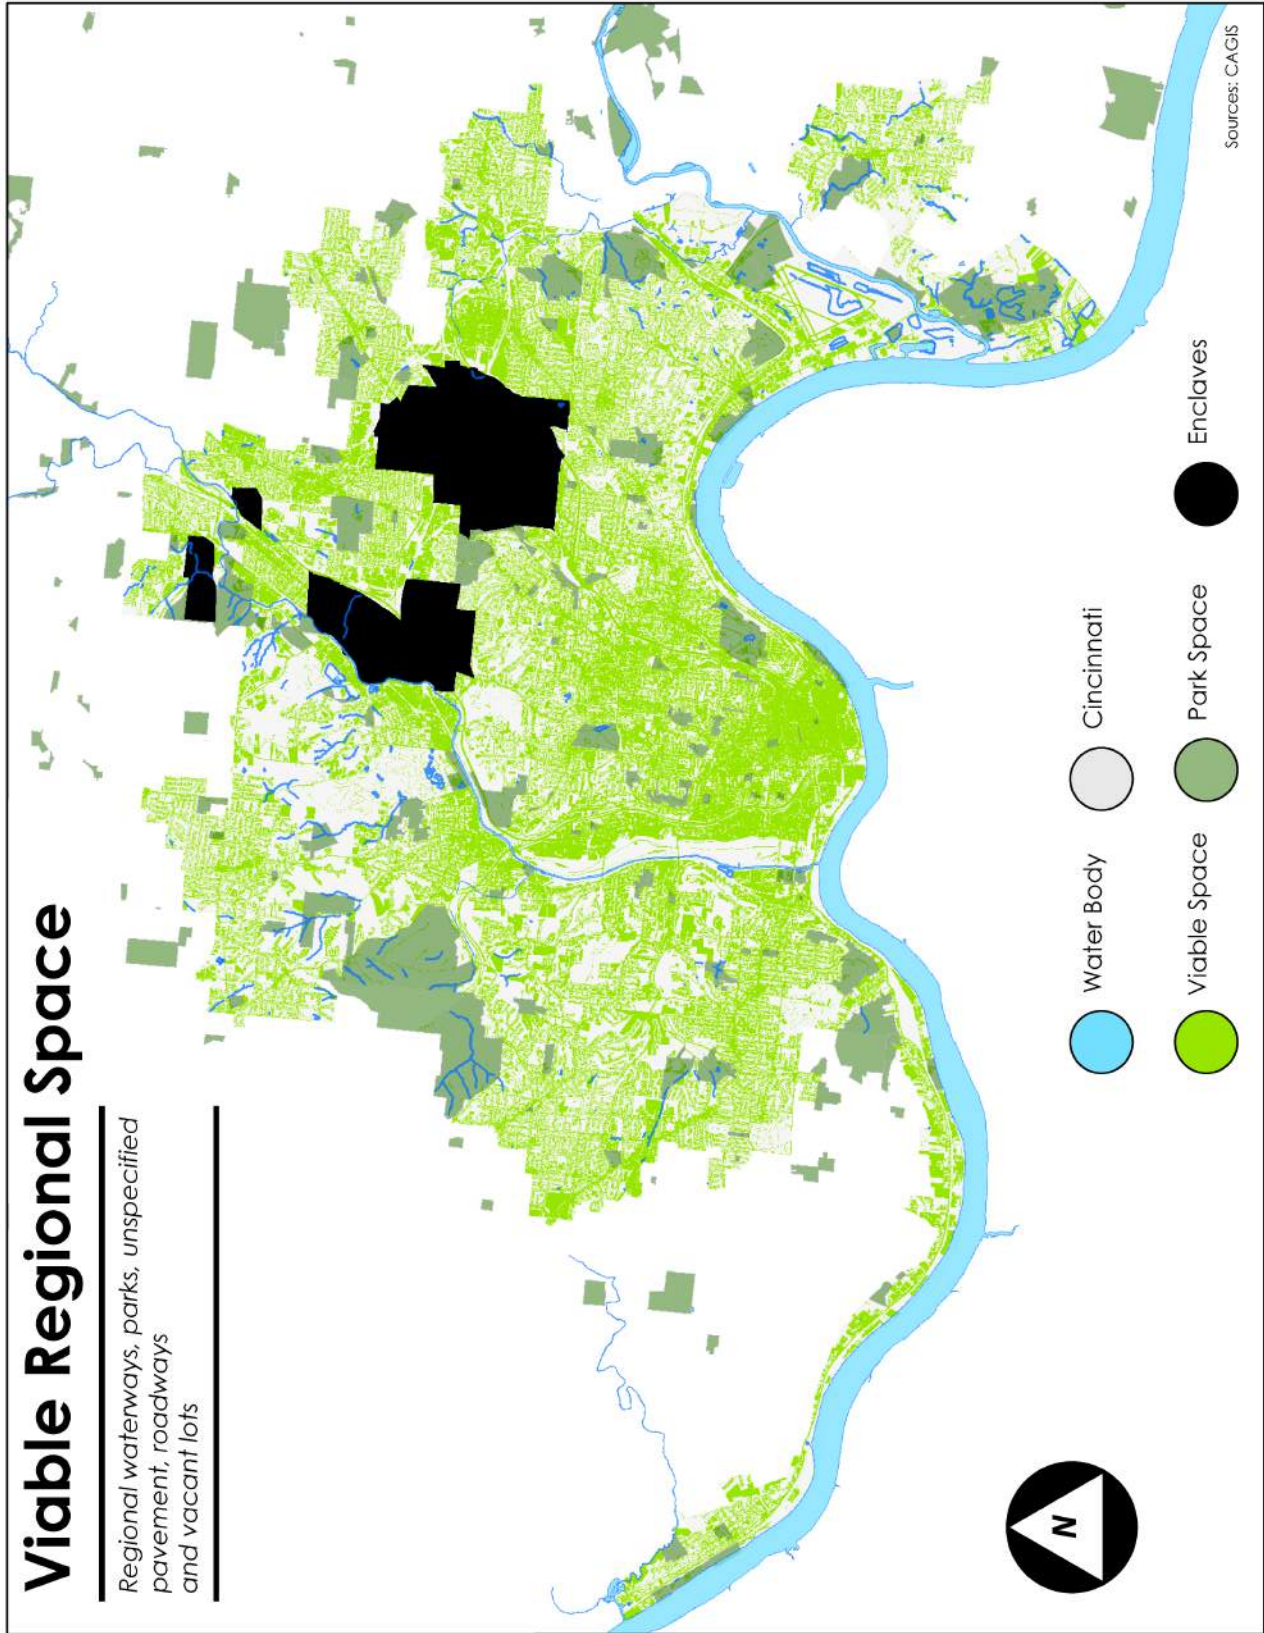 Viable Regional Space
Regional waterways, parks, unspecified
pavement, roadways
and vacant lots
N
Water Body
Cincinnati
Viable Space
Park Space
Enclaves
Sources: CAGIS